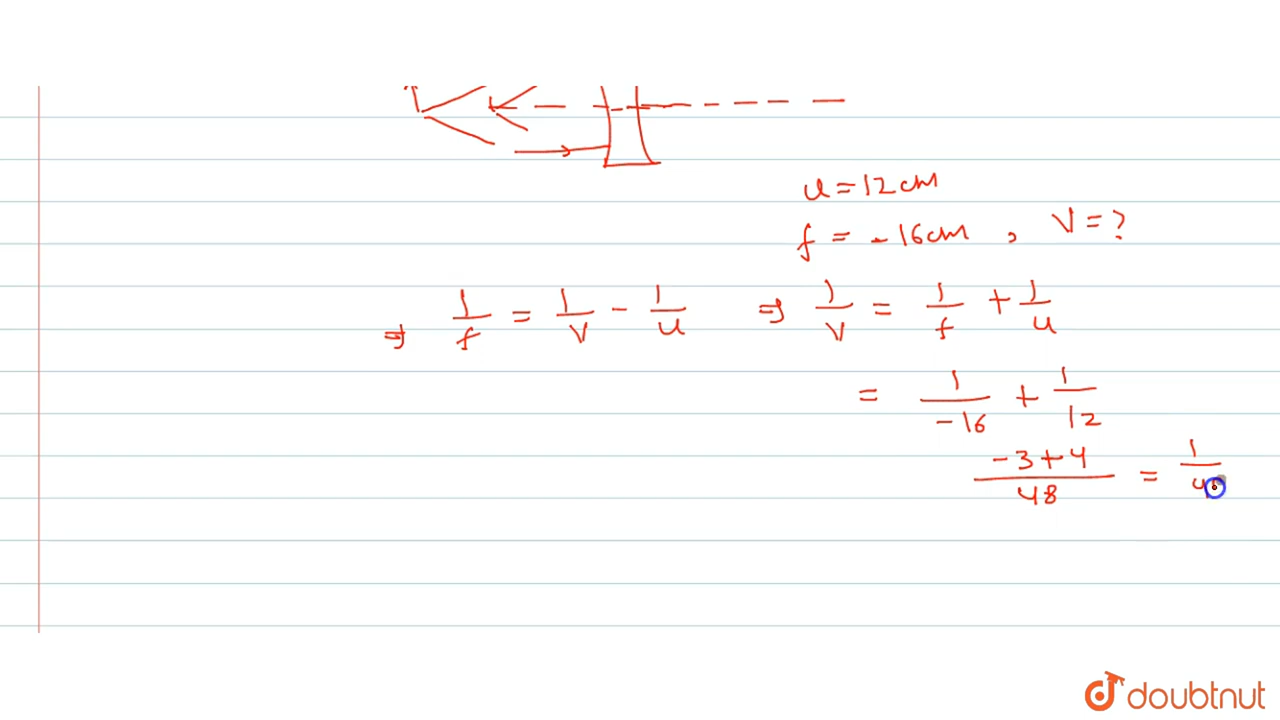 u = 12 cm
f = - 16 cm , V = ?
⇒ 1/f = 1/V - 1/u ⇒ 1/V = 1/f + 1/u
= 1/-16 + 1/12
-3+4/48 = 1/4
doubtnut